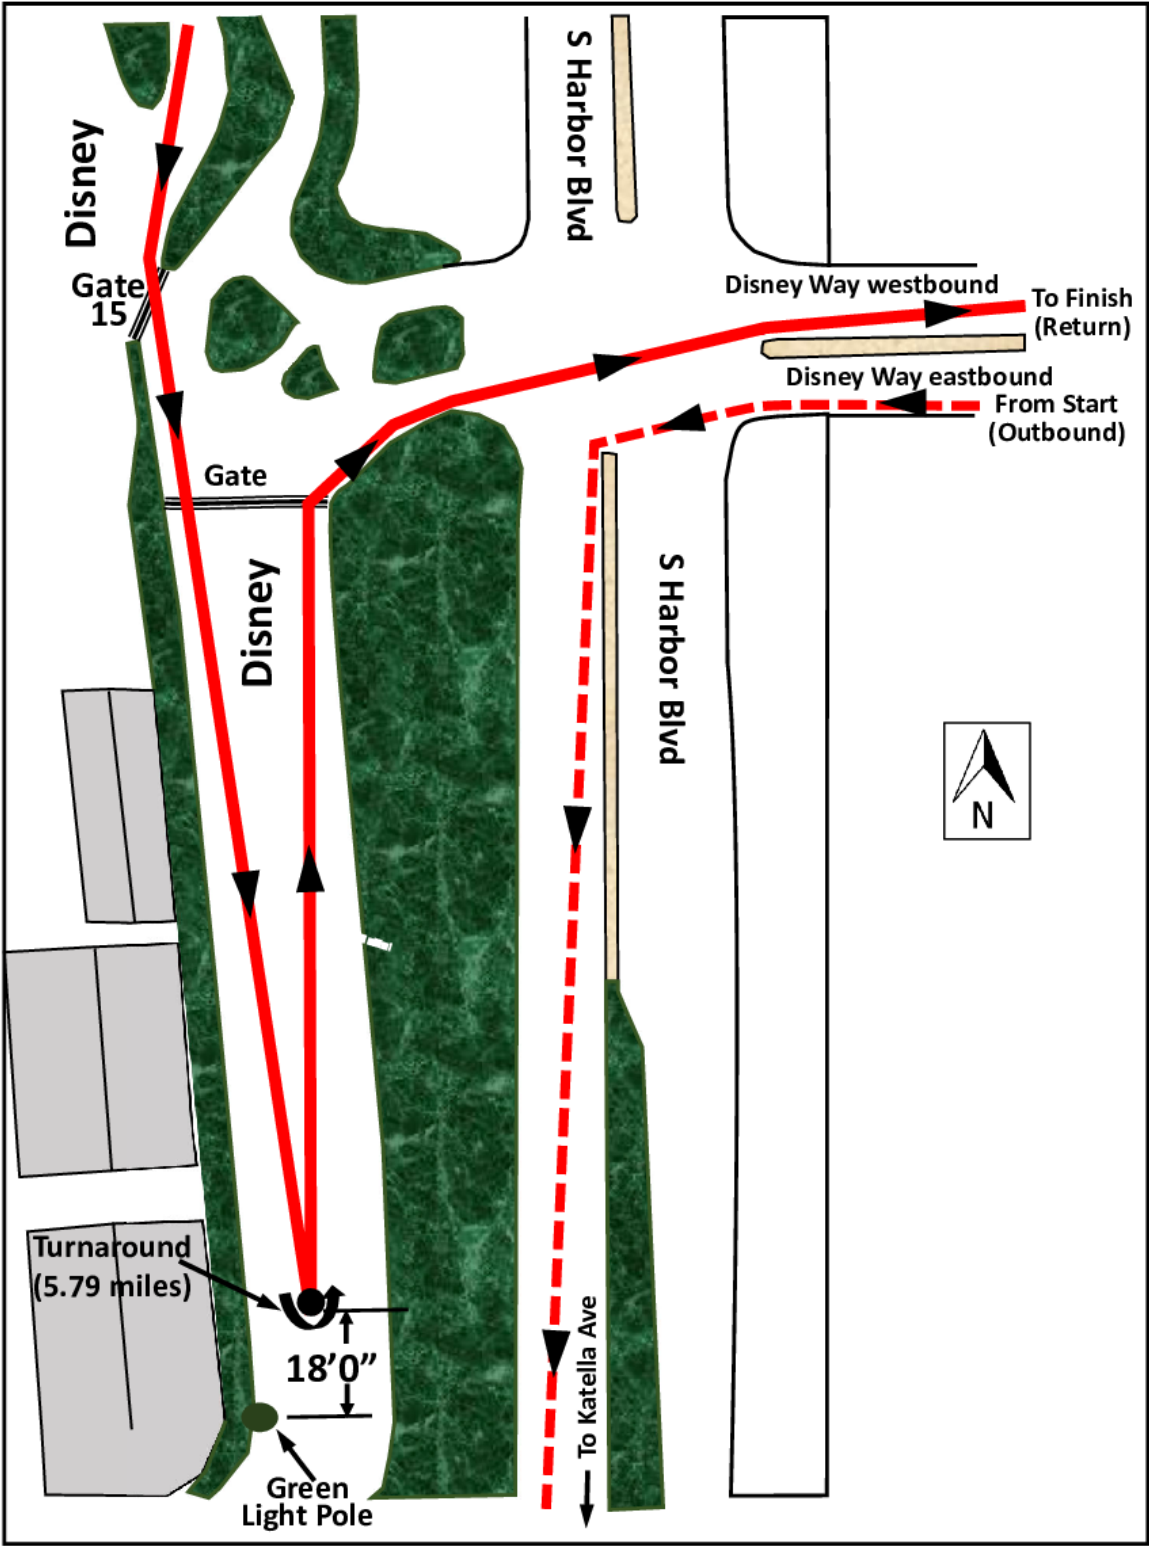 S Harbor Blvd
Disney
Gate
15
Disney Way westbound
To Finish
(Return)
Disney Way eastbound
From Start
(Outbound)
Gate
Disney
S Harbor Blvd
N
Turnaround
(5.79 miles)
18’0”
To Katella Ave
Green
Light Pole